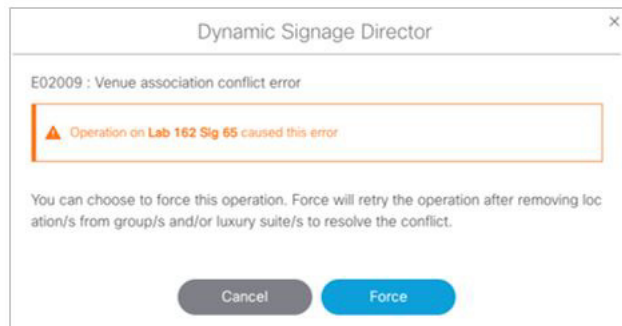 Dynamic Signage Director
E02009 : Venue association conflict error
Operation on Lab 162 Sig 65 caused this error
You can choose to force this operation. Force will retry the operation after removing loc
ation/s from group/s and/or luxury suite/s to resolve the conflict.
Cancel Force